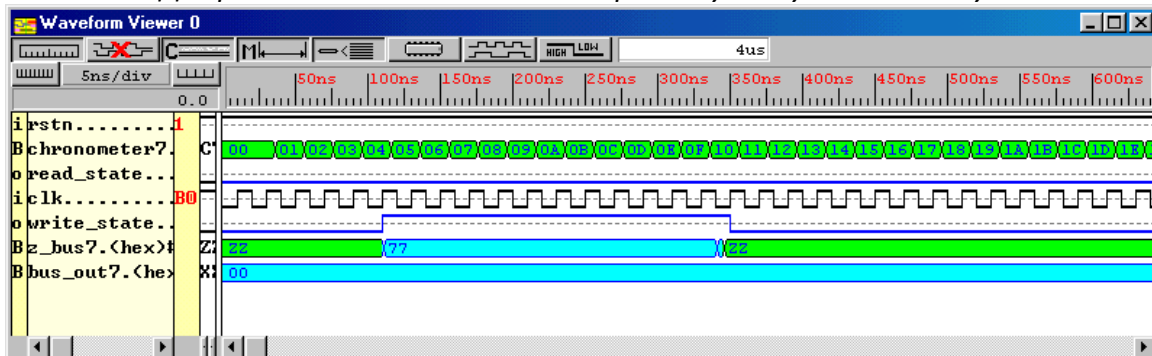 Waveform Viewer 0
C M HIGH LOW 4us
5ns/div
0.0
50ns 100ns 150ns 200ns 250ns 300ns 350ns 400ns 450ns 500ns 550ns 600ns
i rstn.........1
B chronometer7. C 00 01 02 03 04 05 06 07 08 09 0A 0B 0C 0D 0E 0F 10 11 12 13 14 15 16 17 18 19 1A 1B 1C 1D 1E
o read_state...
i clk.........B0
o write_state..
B z_bus7.(hex)# ZZ ZZ 77 ZZ
B bus_out7.(hex XX 00